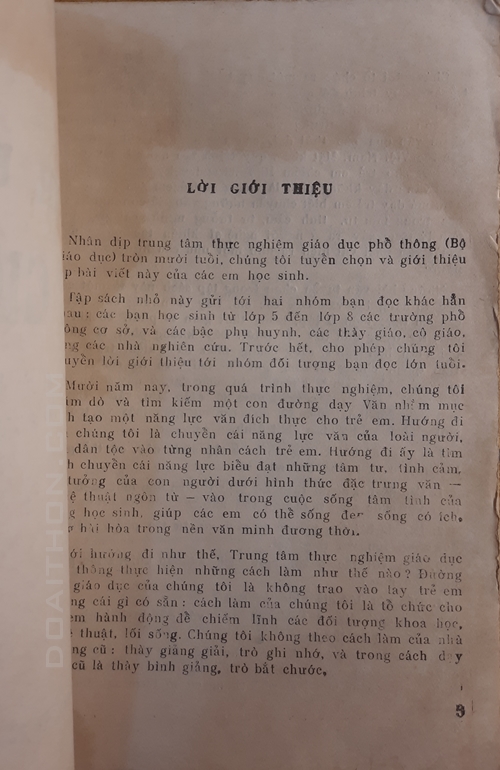 LỜI GIỚI THIỆU
Nhân dịp trung tâm thực nghiệm giáo dục phổ thông (Bộ
dục) tròn mười tuổi, chúng tôi tuyển chọn và giới thiệu
bài viết này của các em học sinh.
Tập sách nhỏ này gửi tới hai nhóm bạn đọc khác hẳn
: các bạn học sinh từ lớp 5 đến lớp 8 các trường phổ
cơ sở, và các bậc phụ huynh, các thày giáo, cô giáo,
các nhà nghiên cứu. Trước hết, cho phép chúng tôi
lời giới thiệu tới nhóm đối tượng bạn đọc lớn tuổi.
Mười năm nay, trong quá trình thực nghiệm, chúng tôi
dò và tìm kiếm một con đường dạy Văn nhằm mục
tạo một năng lực văn đích thực cho trẻ em. Hướng đi
chúng tôi là chuyển cái năng lực văn của loài người,
dân tộc vào từng nhân cách trẻ em. Hướng đi ấy là tìm
chuyển cái năng lực biểu đạt những tâm tư, tình cảm,
tưởng của con người dưới hình thức đặc trưng văn —
thuật ngôn từ — vào trong cuộc sống tâm tình của
học sinh, giúp các em có thể sống đẹp sống có ích,
hài hòa trong nền văn minh đương thời.
hướng đi như thế, Trung tâm thực nghiệm giáo dục
thông thực hiện những cách làm như thế nào? Đường
giáo dục của chúng tôi là không trao vào tay trẻ em
cái gì có sẵn : cách làm của chúng tôi là tổ chức cho
em hành động để chiếm lĩnh các đối tượng khoa học,
thuật, lối sống. Chúng tôi không theo cách làm của nhà
cũ : thày giảng giải, trò ghi nhớ, và trong cách dạy
cũ là thày bình giảng, trò bắt chước.
3